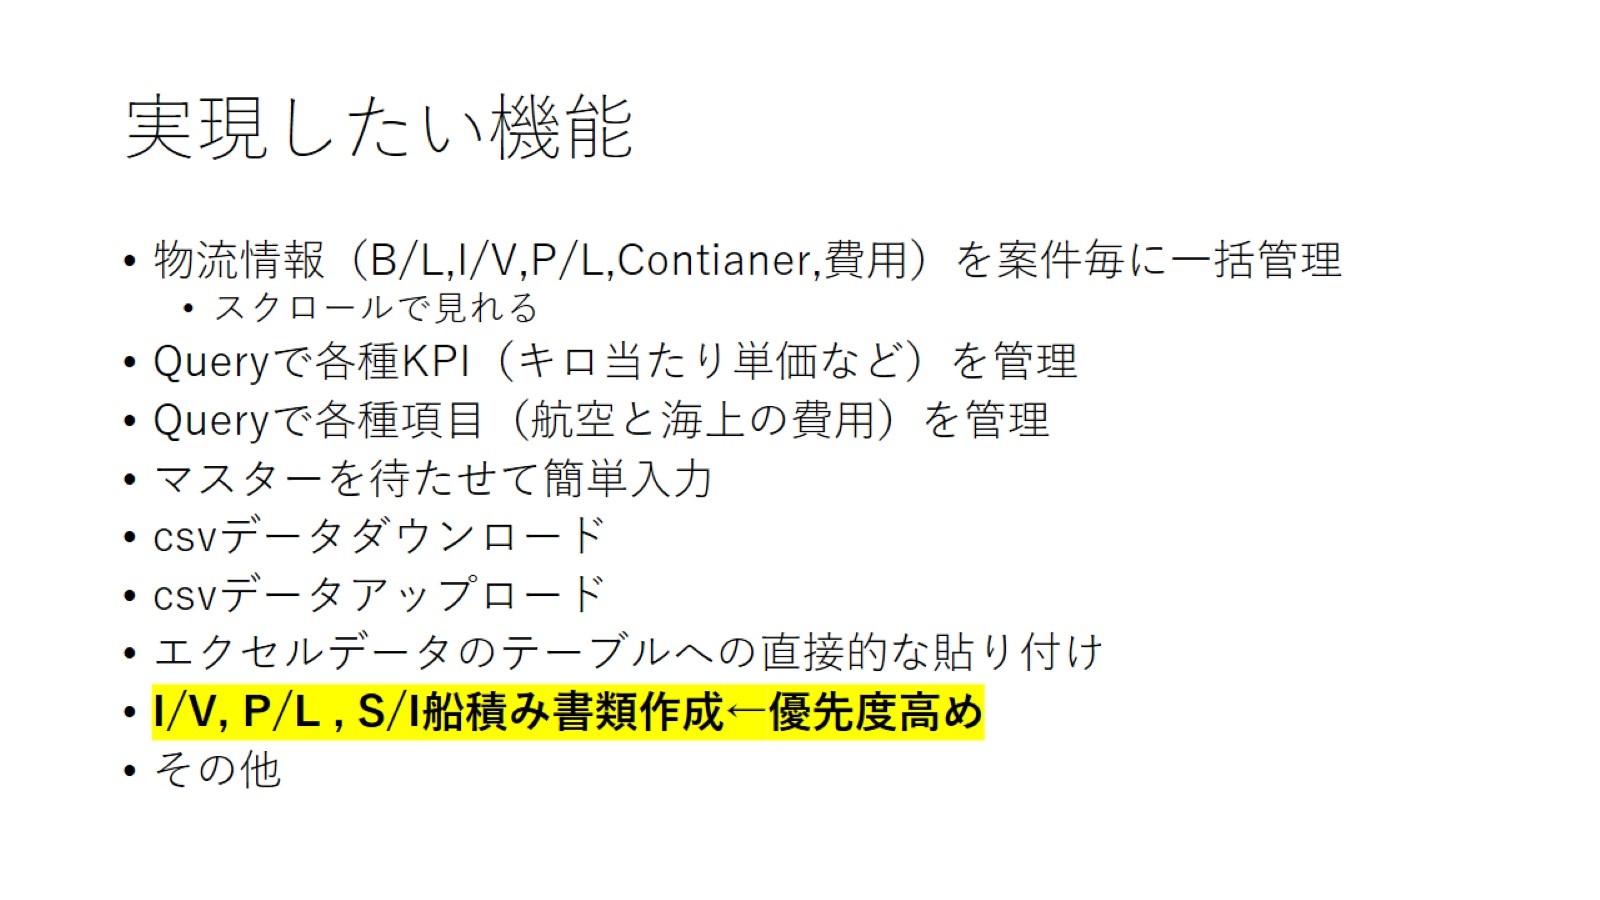 実現したい機能
• 物流情報（B/L,I/V,P/L,Contianer,費用）を案件毎に一括管理
• スクロールで見れる
• Queryで各種KPI（キロ当たり単価など）を管理
• Queryで各種項目（航空と海上の費用）を管理
• マスターを待たせて簡単入力
• csvデータダウンロード
• csvデータアップロード
• エクセルデータのテーブルへの直接的な貼り付け
• I/V, P/L , S/I船積み書類作成←優先度高め
• その他